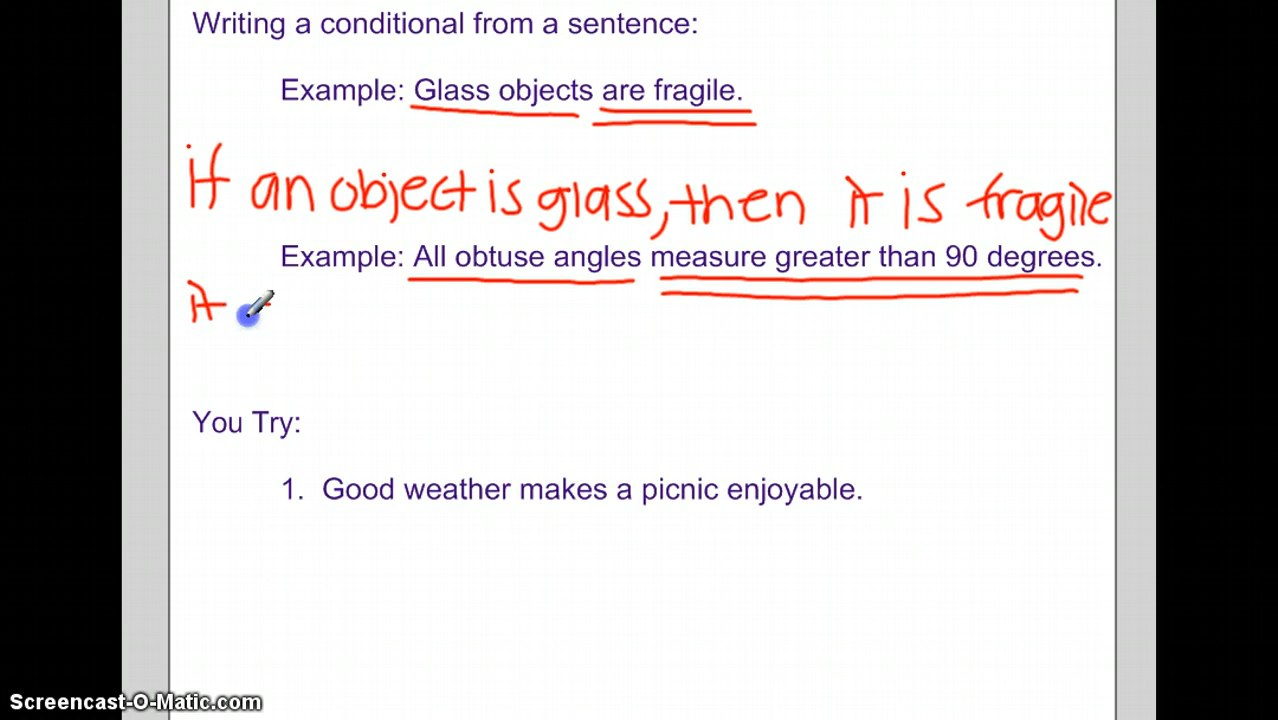 Writing a conditional from a sentence:
Example: Glass objects are fragile.
if an object is glass, then it is fragile
Example: All obtuse angles measure greater than 90 degrees.
if
You Try:
1. Good weather makes a picnic enjoyable.
Screencast-O-Matic.com